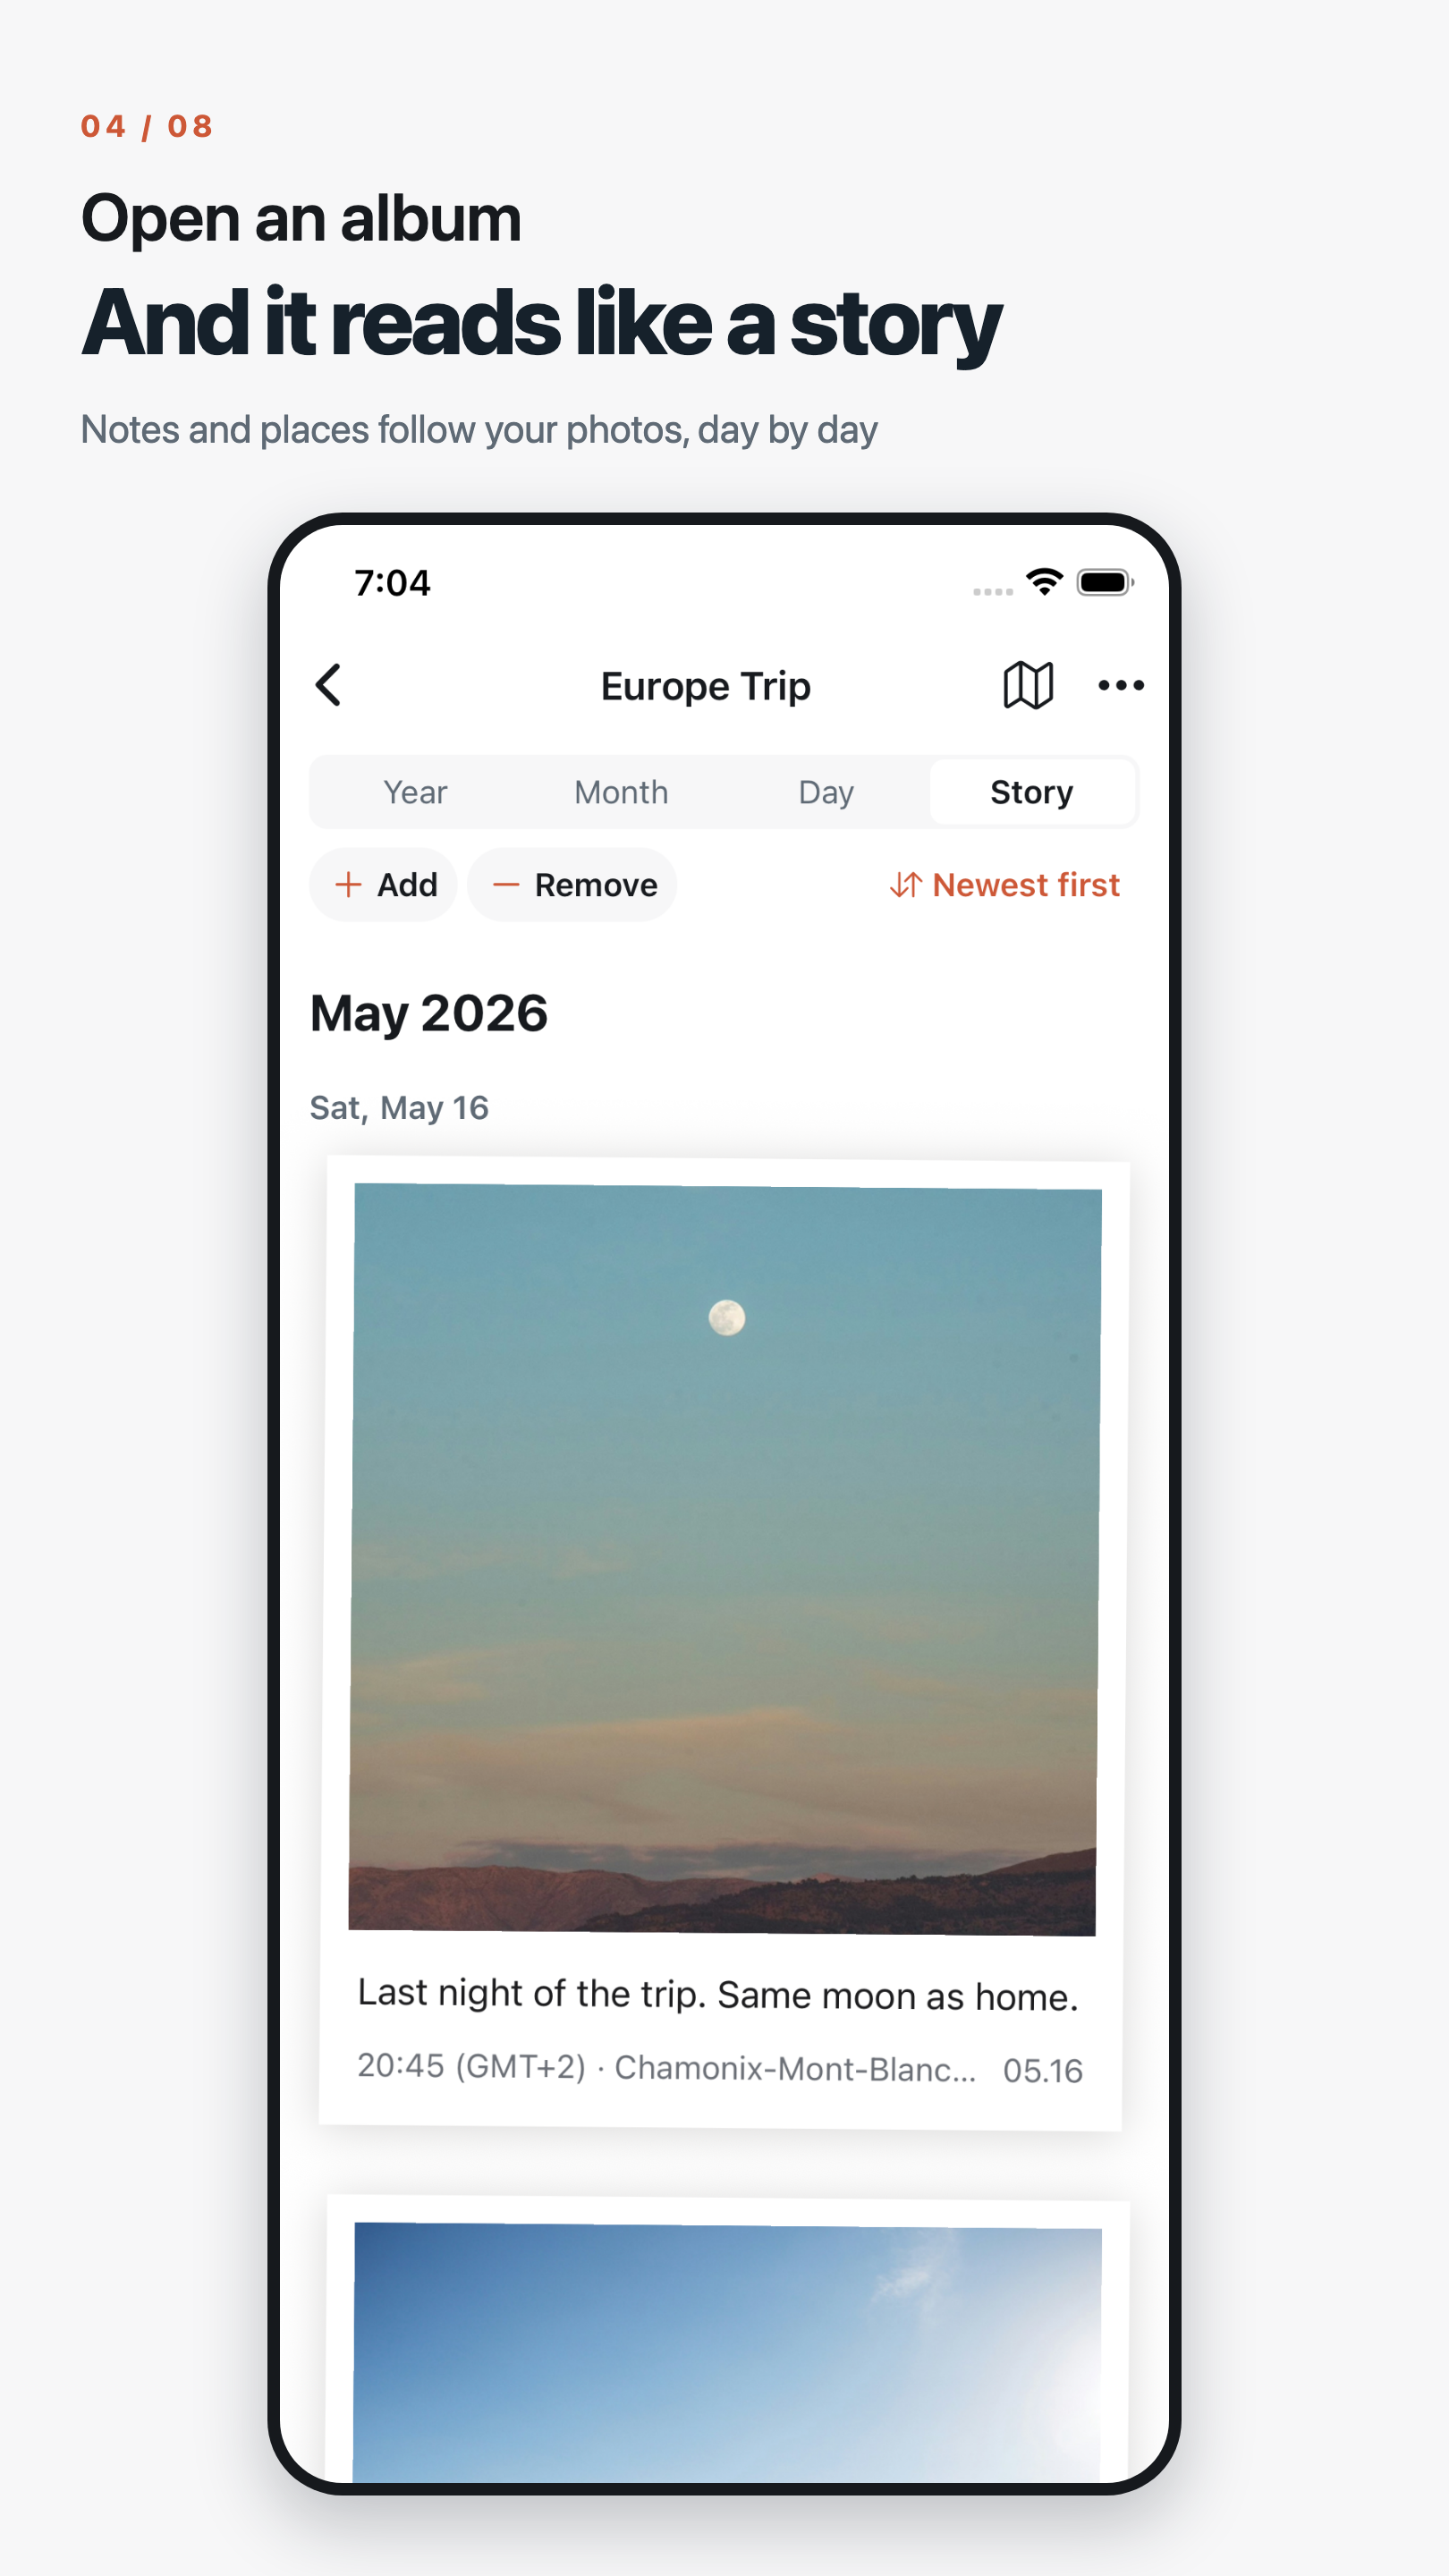 04 / 08
Open an album
And it reads like a story
Notes and places follow your photos, day by day
7:04
Europe Trip
Year Month Day Story
+ Add − Remove Newest first
May 2026
Sat, May 16
Last night of the trip. Same moon as home.
20:45 (GMT+2) · Chamonix-Mont-Blanc... 05.16